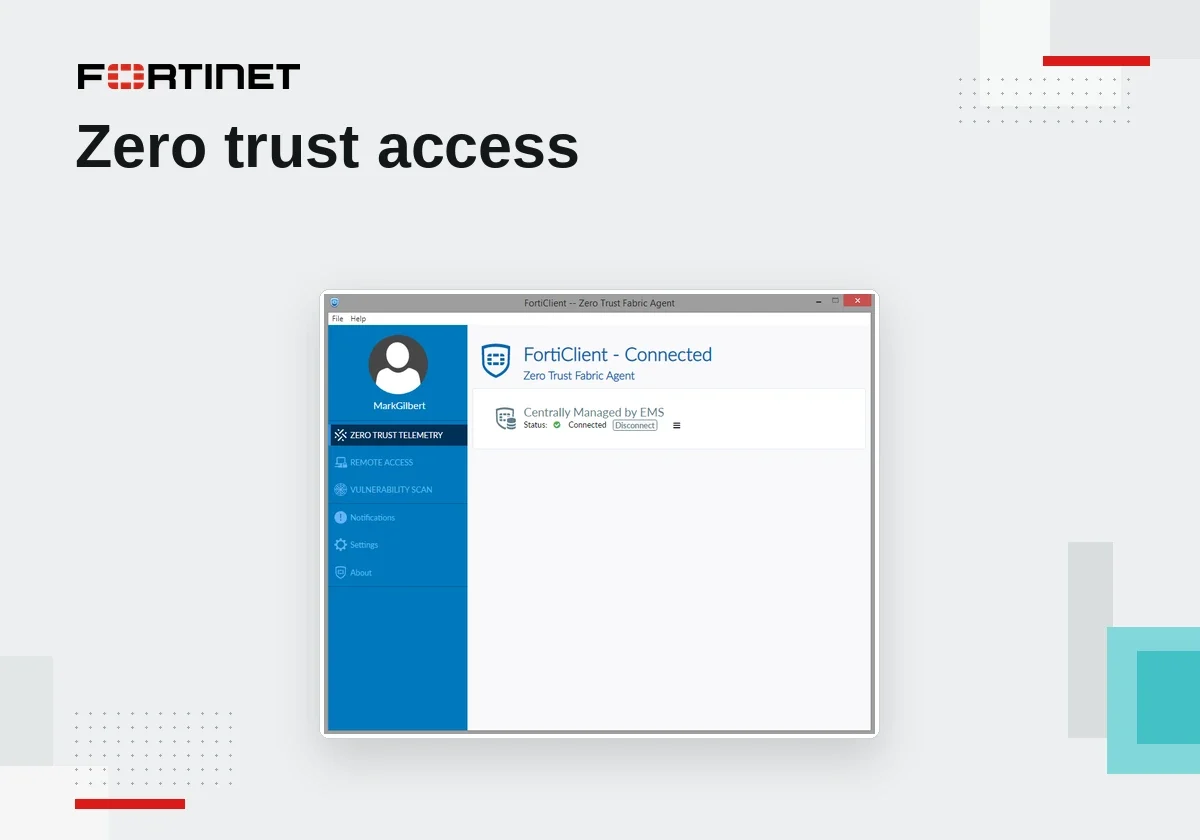 FORTINET
Zero trust access
FortiClient -- Zero Trust Fabric Agent
File Help
MarkGilbert
ZERO TRUST TELEMETRY
REMOTE ACCESS
VULNERABILITY SCAN
Notifications
Settings
About
FortiClient - Connected
Zero Trust Fabric Agent
Centrally Managed by EMS
Status: Connected Disconnect